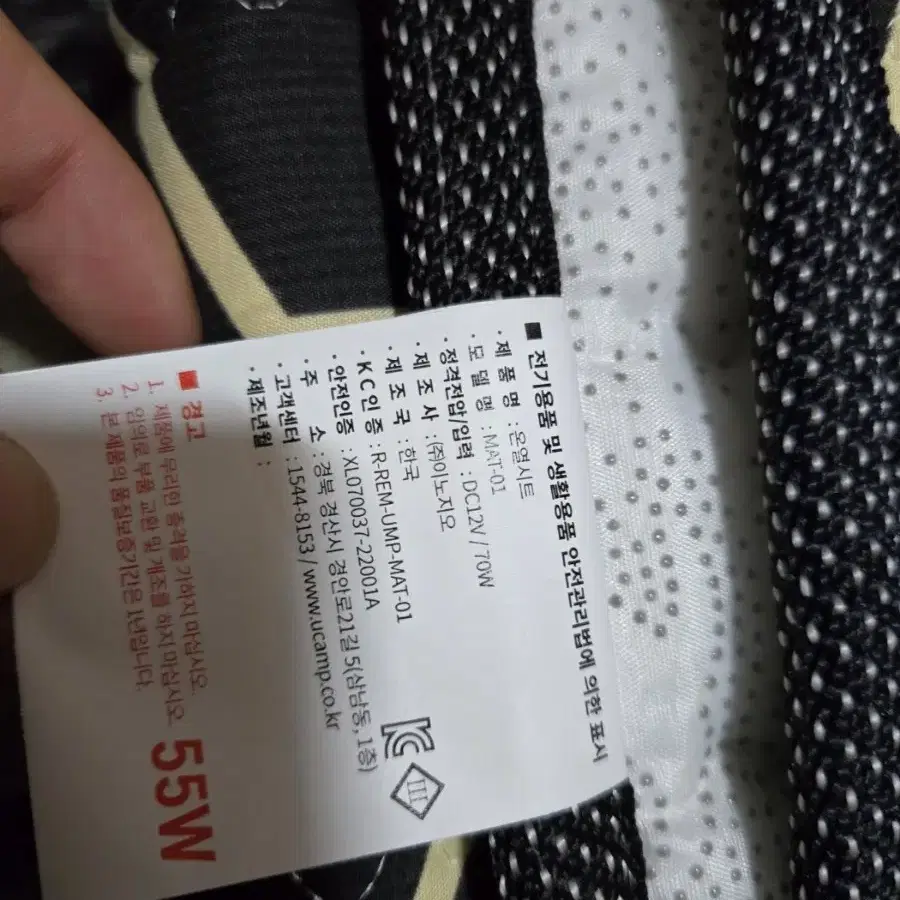 ■ 전기용품 및 생활용품 안전관리법에 의한 표시
· 제 품 명 : 온열시트
· 모 델 명 : MAT-01
· 정격전압/입력 : DC12V / 70W
· 제 조 사 : (주)이노지오
· 제 조 국 : 한국
· K C 인 증 : R-REM-UMP-MAT-01
· 안전인증 : XL070037-22001A
· 주 소 : 경북 경산시 경안로21길 5(삼남동, 1층)
· 고객센터 : 1544-8153 / www.ucamp.co.kr
· 제조년월 :
■ 경고
1. 제품에 무리한 충격을 가하지 마십시오.
2. 임의로 부품 교환 및 개조를 하지 마십시오.
3. 본 제품의 품질보증기간은 1년입니다.
55W
KC
III